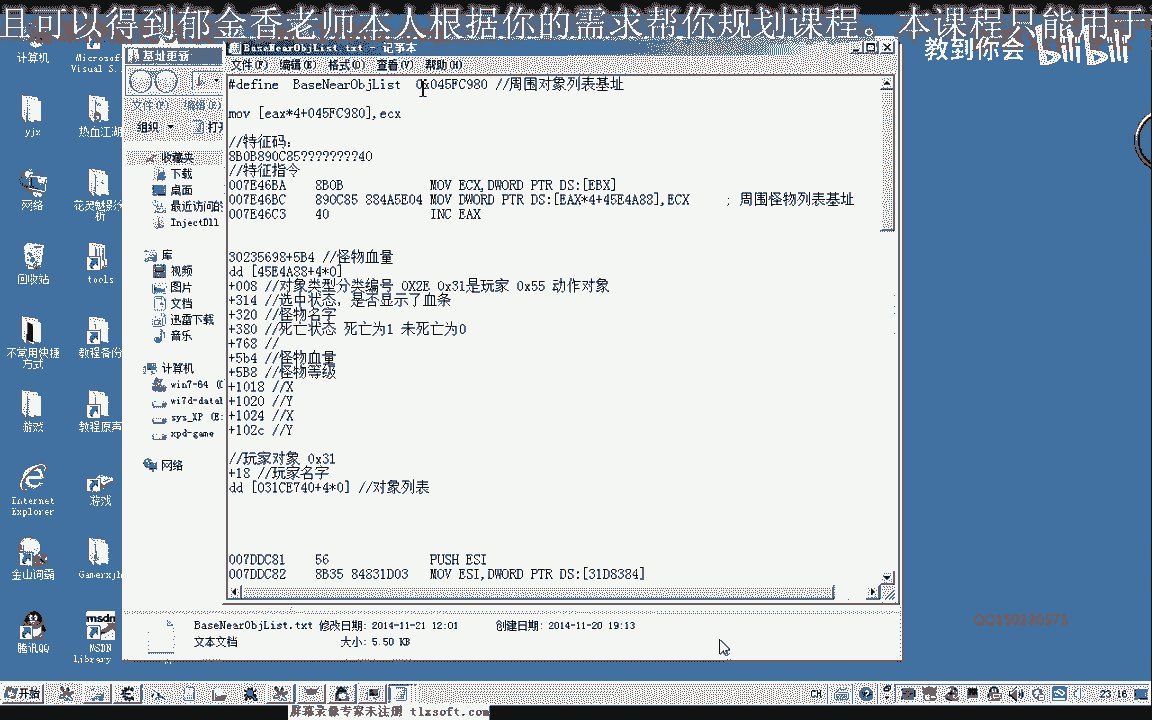 且可以得到郁金香老师本人根据你的需求帮你规划课程。本课程只能用于
教到你会 bilibili
计算机
Microsoft Visual S...
yjx
热血江湖
网络
回收站
tools
不常用快捷方式
教程备份
游戏
教程原声
Internet Explorer
游戏
金山词霸
Gamerxjh
腾讯QQ
MSDN Library
基址更新
文件(F) 编辑(E)
组织 打开
收藏夹
下载
桌面
最近访问的
InjectDll
库
视频
图片
文档
迅雷下载
音乐
计算机
win7-64 (C
wi7d-data
sys_XP (E:
xpd-game
网络
BaseNearObjList.txt - 记事本
文件(F) 编辑(E) 格式(O) 查看(V) 帮助(H)
#define BaseNearObjList 0x045FC980 //周围对象列表基址
mov [eax*4+045FC980],ecx
//特征码:
8B0B890C85????????40
//特征指令
007E46BA 8B0B MOV ECX,DWORD PTR DS:[EBX]
007E46BC 890C85 884A5E04 MOV DWORD PTR DS:[EAX*4+45E4A88],ECX ; 周围怪物列表基址
007E46C3 40 INC EAX
30235698+5B4 //怪物血量
dd [45E4A88+4*0]
+008 //对象类型分类编号 0X2E 0x31是玩家 0x55 动作对象
+314 //选中状态，是否显示了血条
+320 //怪物名字
+380 //死亡状态 死亡为1 未死亡为0
+768 //
+5b4 //怪物血量
+5B8 //怪物等级
+1018 //X
+1020 //Y
+1024 //X
+102c //Y
//玩家对象 0x31
+18 //玩家名字
dd [031CE740+4*0] //对象列表
007DDC81 56 PUSH ESI
007DDC82 8B35 84831D03 MOV ESI,DWORD PTR DS:[31D8384]
BaseNearObjList.txt 修改日期: 2014-11-21 12:01 创建日期: 2014-11-20 19:13
文本文档 大小: 5.50 KB
开始
CH
23:16
屏幕录像专家未注册 tlxsoft.com